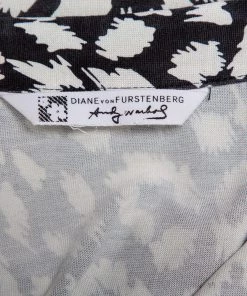 DIANE VON FURSTENBERG
Andy Warhol